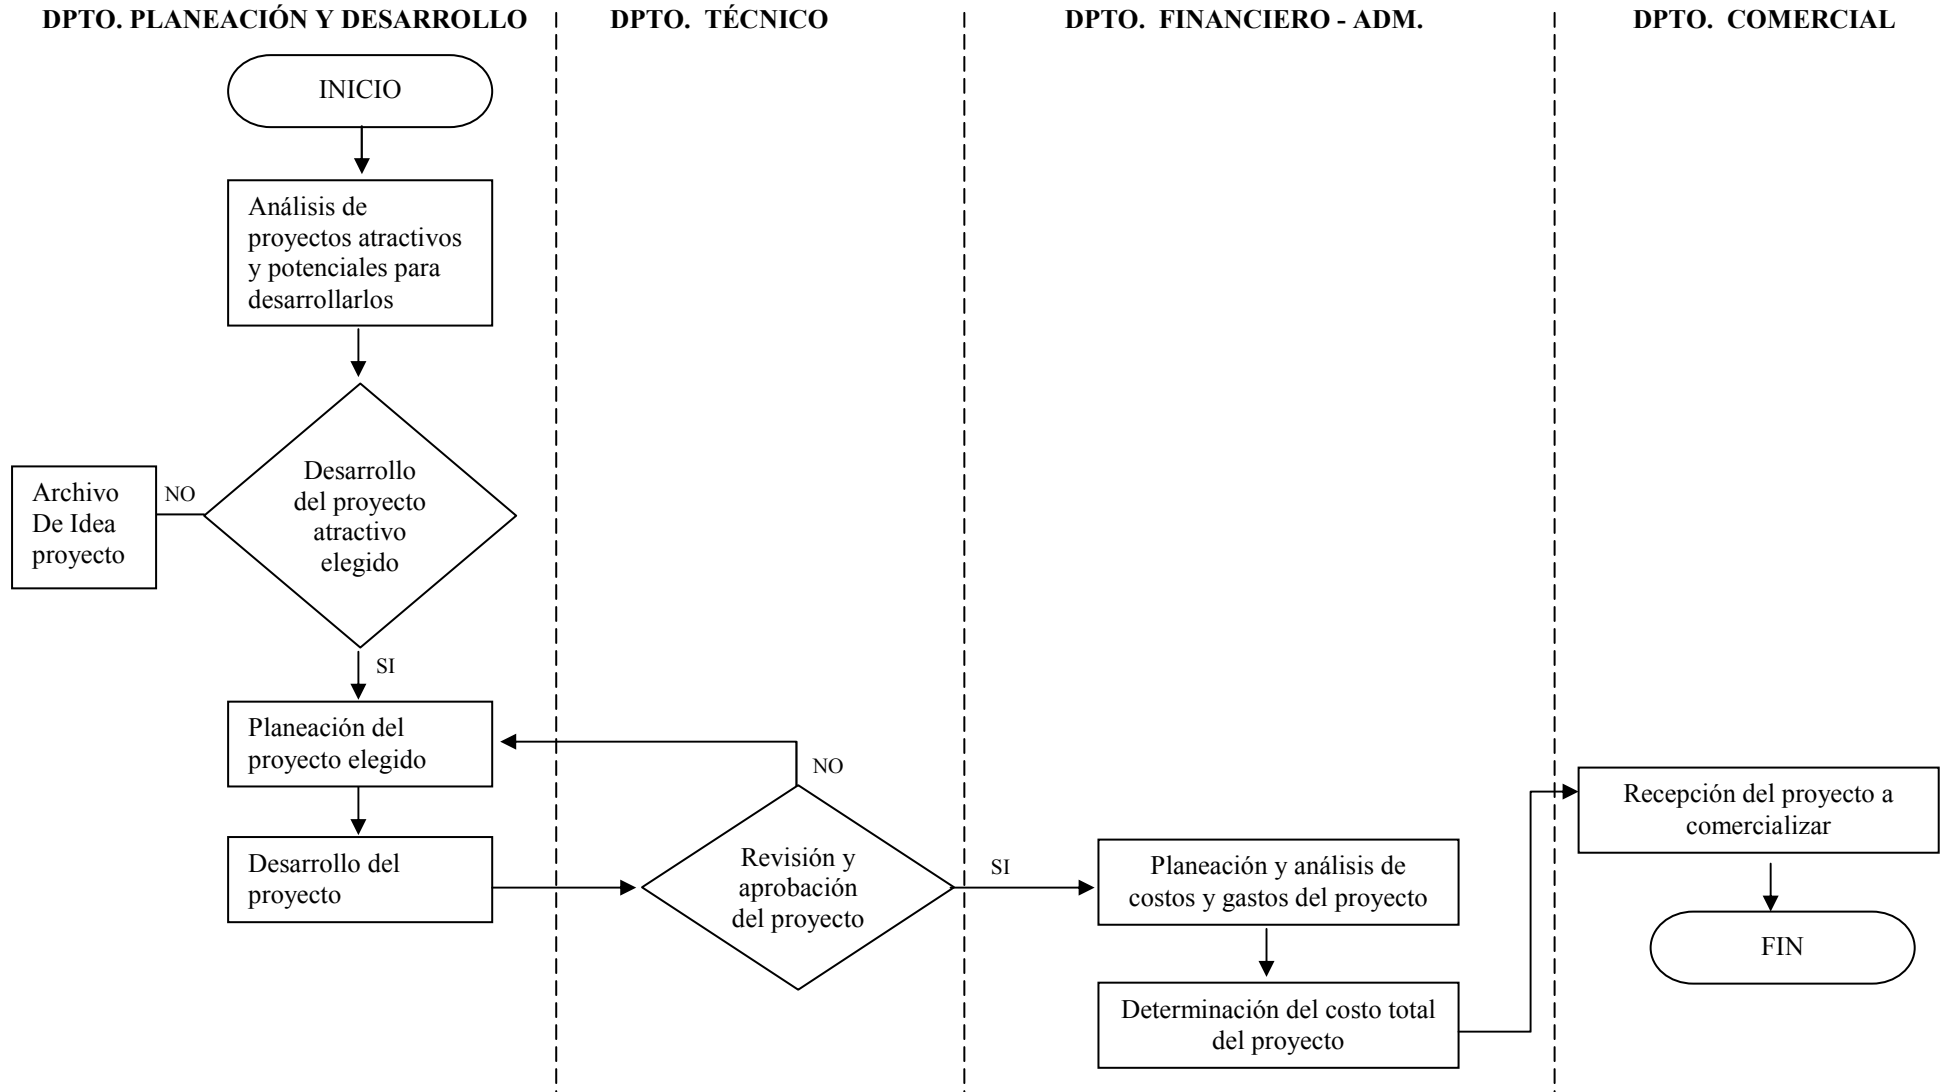 DPTO. PLANEACIÓN Y DESARROLLO
DPTO. TÉCNICO
DPTO. FINANCIERO - ADM.
DPTO. COMERCIAL
INICIO
Análisis de
proyectos atractivos
y potenciales para
desarrollarlos
Desarrollo
del proyecto
atractivo
elegido
NO
Archivo
De Idea
proyecto
SI
Planeación del
proyecto elegido
Desarrollo del
proyecto
NO
Revisión y
aprobación
del proyecto
SI
Planeación y análisis de
costos y gastos del proyecto
Determinación del costo total
del proyecto
Recepción del proyecto a
comercializar
FIN